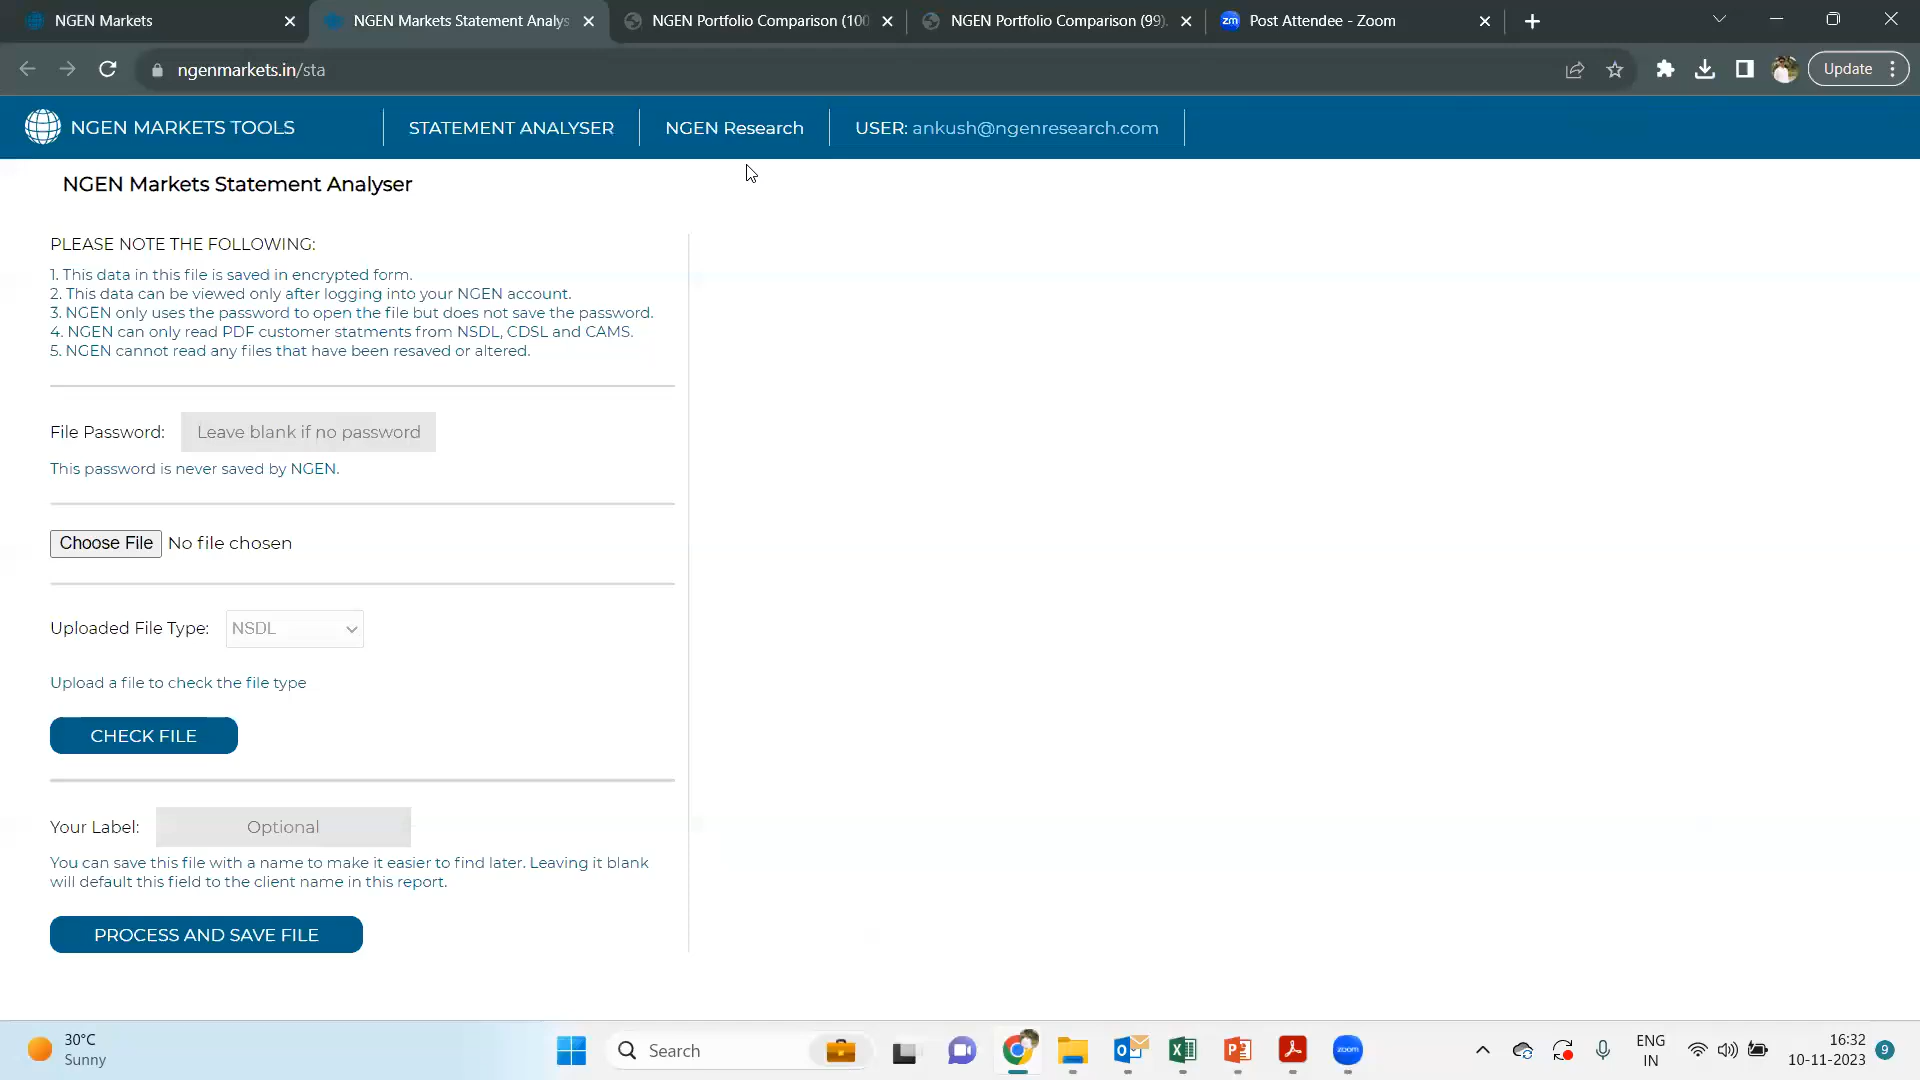 NGEN Markets
NGEN Markets Statement Analys
NGEN Portfolio Comparison (100
NGEN Portfolio Comparison (99).
zm Post Attendee - Zoom
ngenmarkets.in/sta
Update
NGEN MARKETS TOOLS
STATEMENT ANALYSER
NGEN Research
USER: ankush@ngenresearch.com
NGEN Markets Statement Analyser
PLEASE NOTE THE FOLLOWING:
1. This data in this file is saved in encrypted form.
2. This data can be viewed only after logging into your NGEN account.
3. NGEN only uses the password to open the file but does not save the password.
4. NGEN can only read PDF customer statments from NSDL, CDSL and CAMS.
5. NGEN cannot read any files that have been resaved or altered.
File Password: Leave blank if no password
This password is never saved by NGEN.
Choose File No file chosen
Uploaded File Type: NSDL
Upload a file to check the file type
CHECK FILE
Your Label: Optional
You can save this file with a name to make it easier to find later. Leaving it blank
will default this field to the client name in this report.
PROCESS AND SAVE FILE
30°C
Sunny
Search
zoom
ENG
IN
16:32
10-11-2023
9